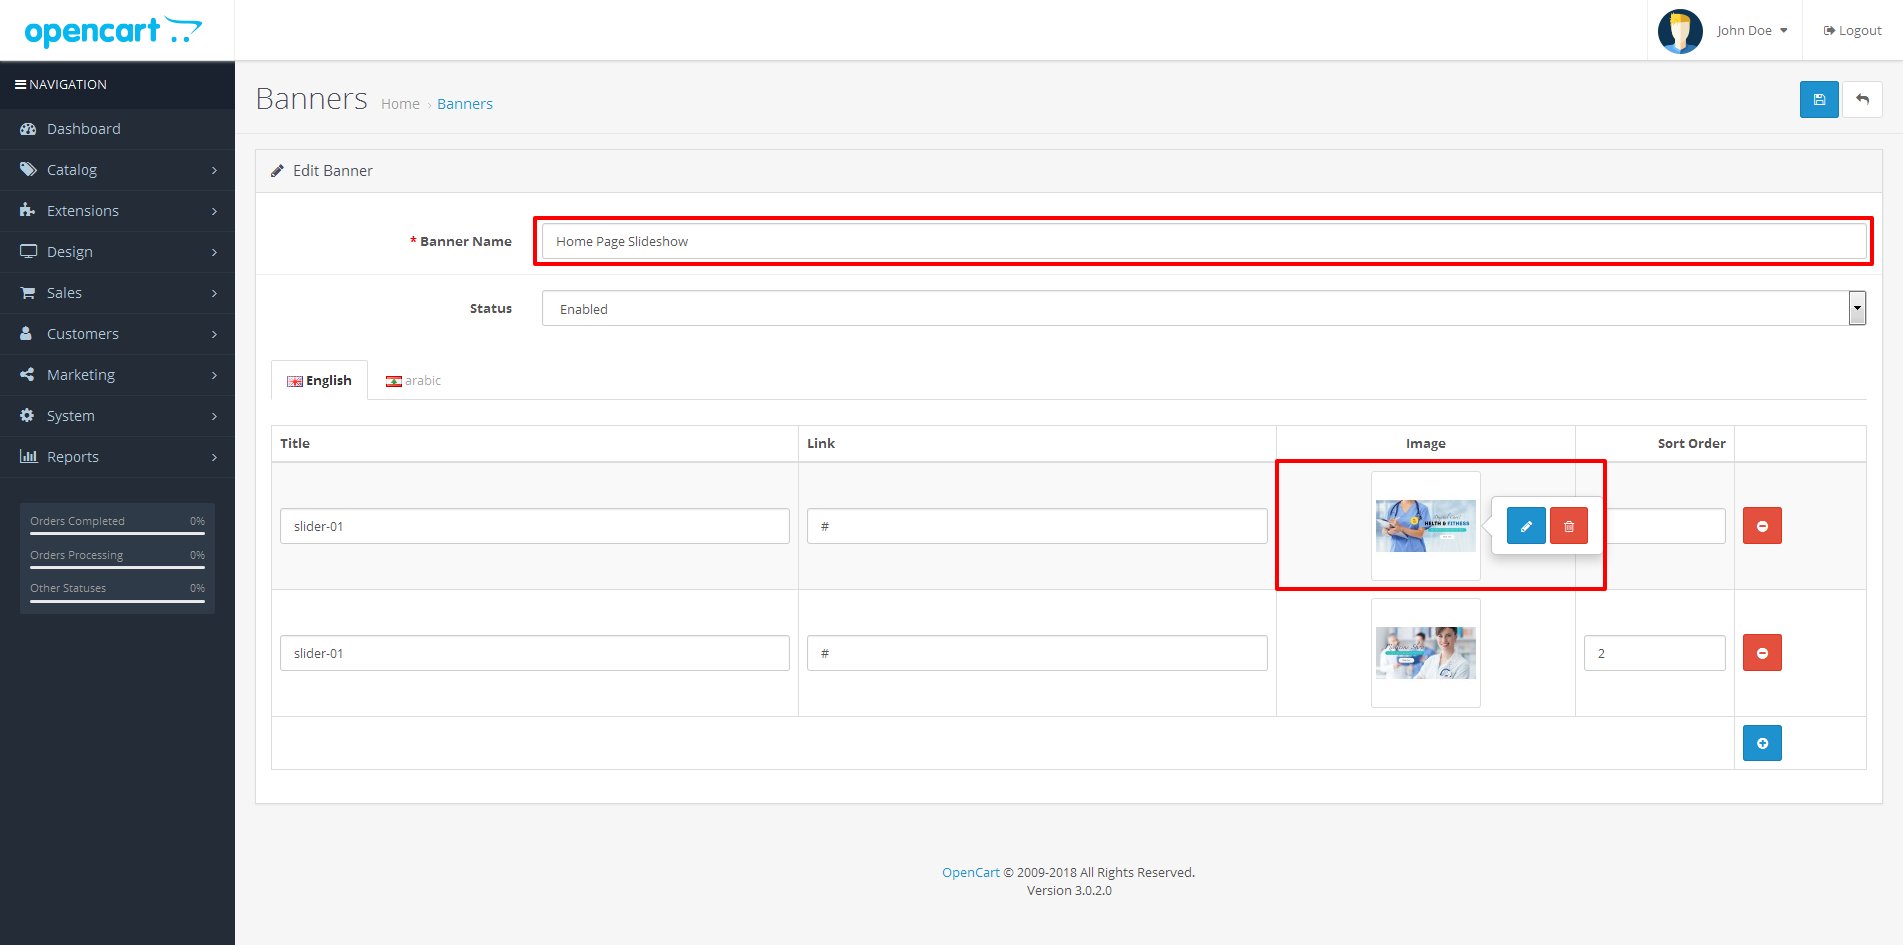 opencart
John Doe
Logout
NAVIGATION
Dashboard
Catalog
Extensions
Design
Sales
Customers
Marketing
System
Reports
Orders Completed 0%
Orders Processing 0%
Other Statuses 0%
Banners Home › Banners
Edit Banner
* Banner Name Home Page Slideshow
Status Enabled
English arabic
Title Link Image Sort Order
slider-01 # HELTH & FITNESS
slider-01 # 2
OpenCart © 2009-2018 All Rights Reserved.
Version 3.0.2.0